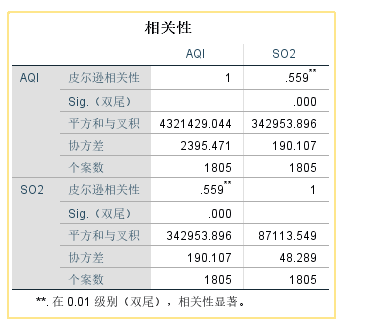 相关性
AQI SO2
AQI 皮尔逊相关性 1 .559**
Sig.（双尾） .000
平方和与叉积 4321429.044 342953.896
协方差 2395.471 190.107
个案数 1805 1805
SO2 皮尔逊相关性 .559** 1
Sig.（双尾） .000
平方和与叉积 342953.896 87113.549
协方差 190.107 48.289
个案数 1805 1805
**. 在 0.01 级别（双尾），相关性显著。